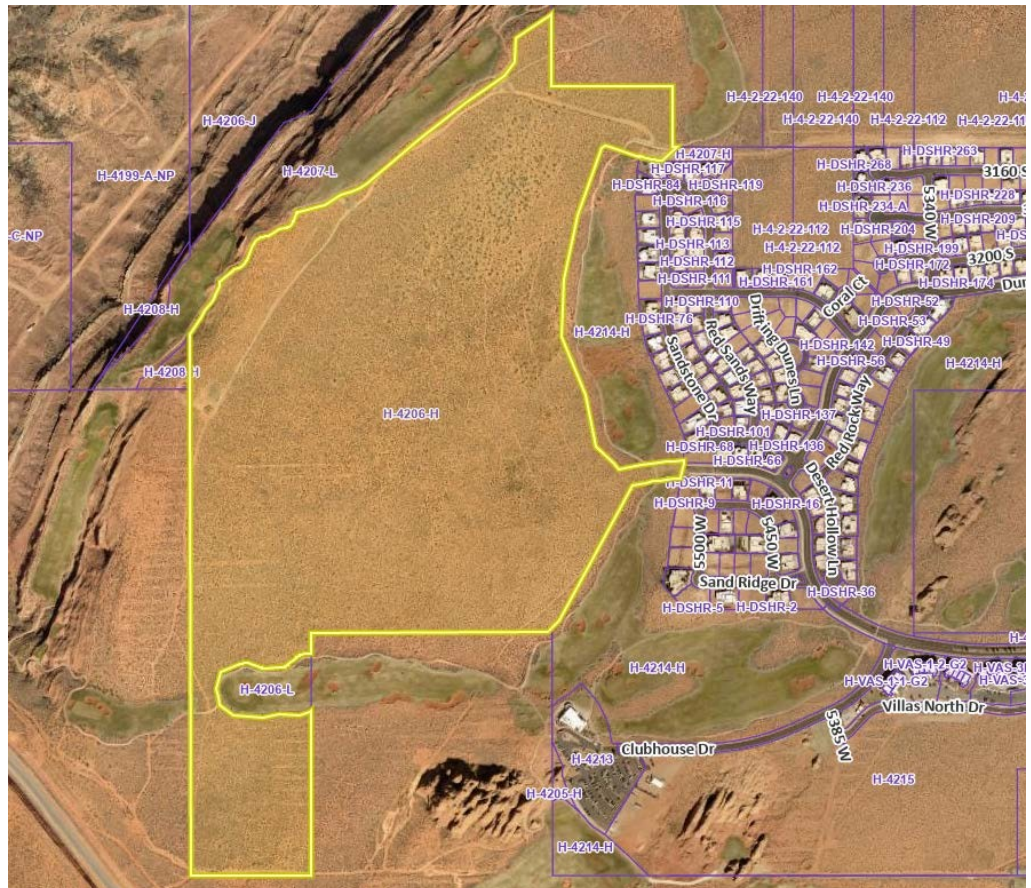 H-4-2-22-140
H-4-2-22-140
H-4-2-22-140
H-4-2-22-112
H-4206-J
H-4207-H
H-DSHR-263
H-4199-A-NP
H-4207-L
H-DSHR-117
H-DSHR-268
3160 S
H-DSHR-84
H-DSHR-119
H-DSHR-236
5340 W
H-DSHR-228
H-DSHR-116
H-DSHR-234-A
H-DSHR-209
H-DSHR-115
H-4-2-22-112
H-DSHR-204
-C-NP
H-DSHR-113
H-4-2-22-112
H-DSHR-199
H-DSHR-112
H-DSHR-162
H-DSHR-172
3200 S
H-DSHR-111
H-DSHR-161
H-DSHR-174
Coral Ct
H-DSHR-110
H-DSHR-52
H-4208-H
H-DSHR-76
H-DSHR-53
H-4214-H
Drifting Dunes Ln
H-DSHR-142
H-DSHR-49
Red Sands Way
H-DSHR-56
H-4214-H
H-4208-H
Sandstone Dr
H-4206-H
H-DSHR-137
Red Rock Way
H-DSHR-101
H-DSHR-136
H-DSHR-68
H-DSHR-66
H-DSHR-11
Desert Hollow Ln
H-DSHR-9
H-DSHR-16
5500 W
5450 W
Sand Ridge Dr
H-DSHR-36
H-DSHR-5
H-DSHR-2
H-4214-H
H-VAS-1-2-G2
H-VAS-1-1-G2
H-4206-L
Villas North Dr
5385 W
Clubhouse Dr
H-4213
H-4215
H-4205-H
H-4214-H